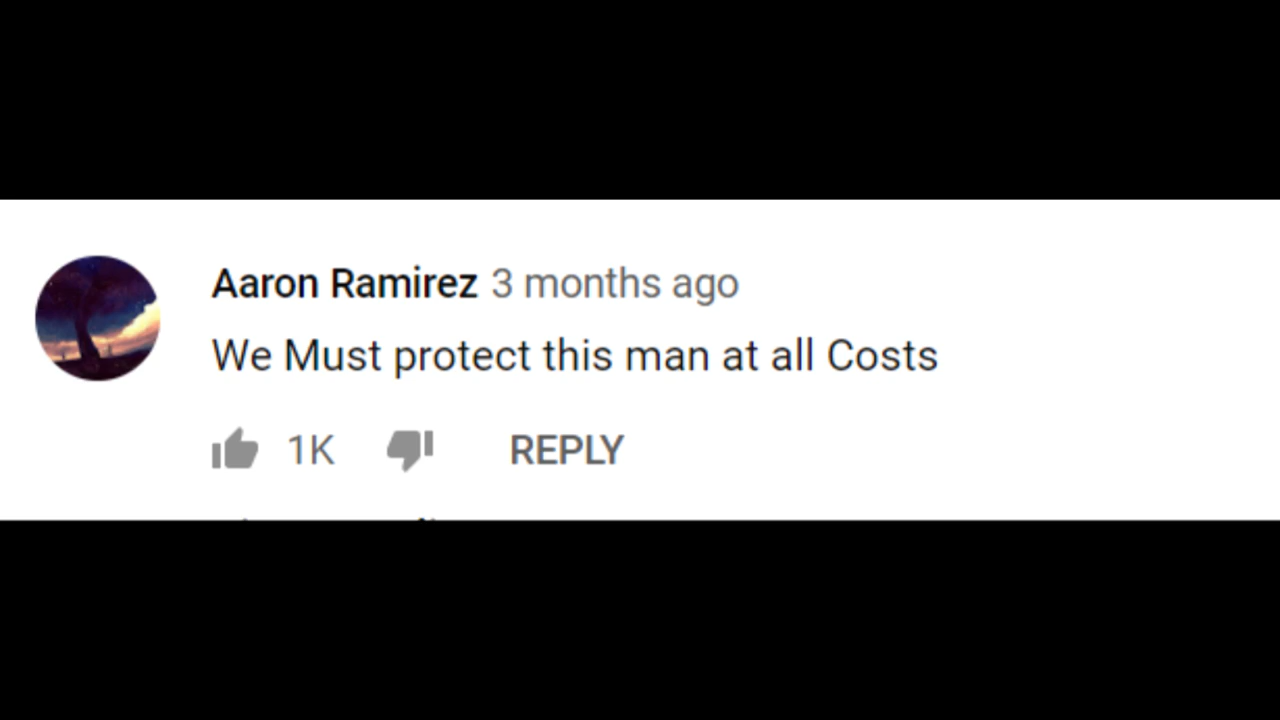 Aaron Ramirez 3 months ago
We Must protect this man at all Costs
1K REPLY